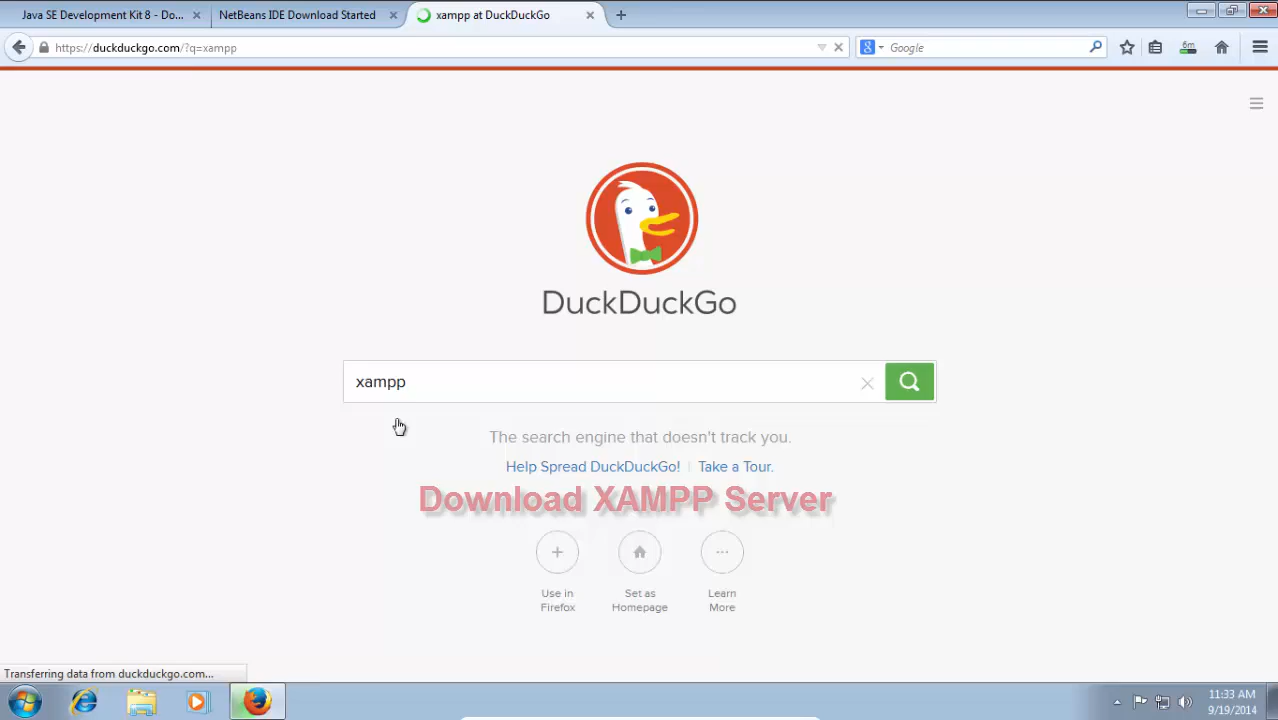 Java SE Development Kit 8 - Do...
NetBeans IDE Download Started
xampp at DuckDuckGo
https://duckduckgo.com/?q=xampp
Google
6m
DuckDuckGo
xampp
The search engine that doesn't track you.
Help Spread DuckDuckGo! | Take a Tour.
Download XAMPP Server
Use in
Firefox
Set as
Homepage
Learn
More
Transferring data from duckduckgo.com...
11:33 AM
9/19/2014